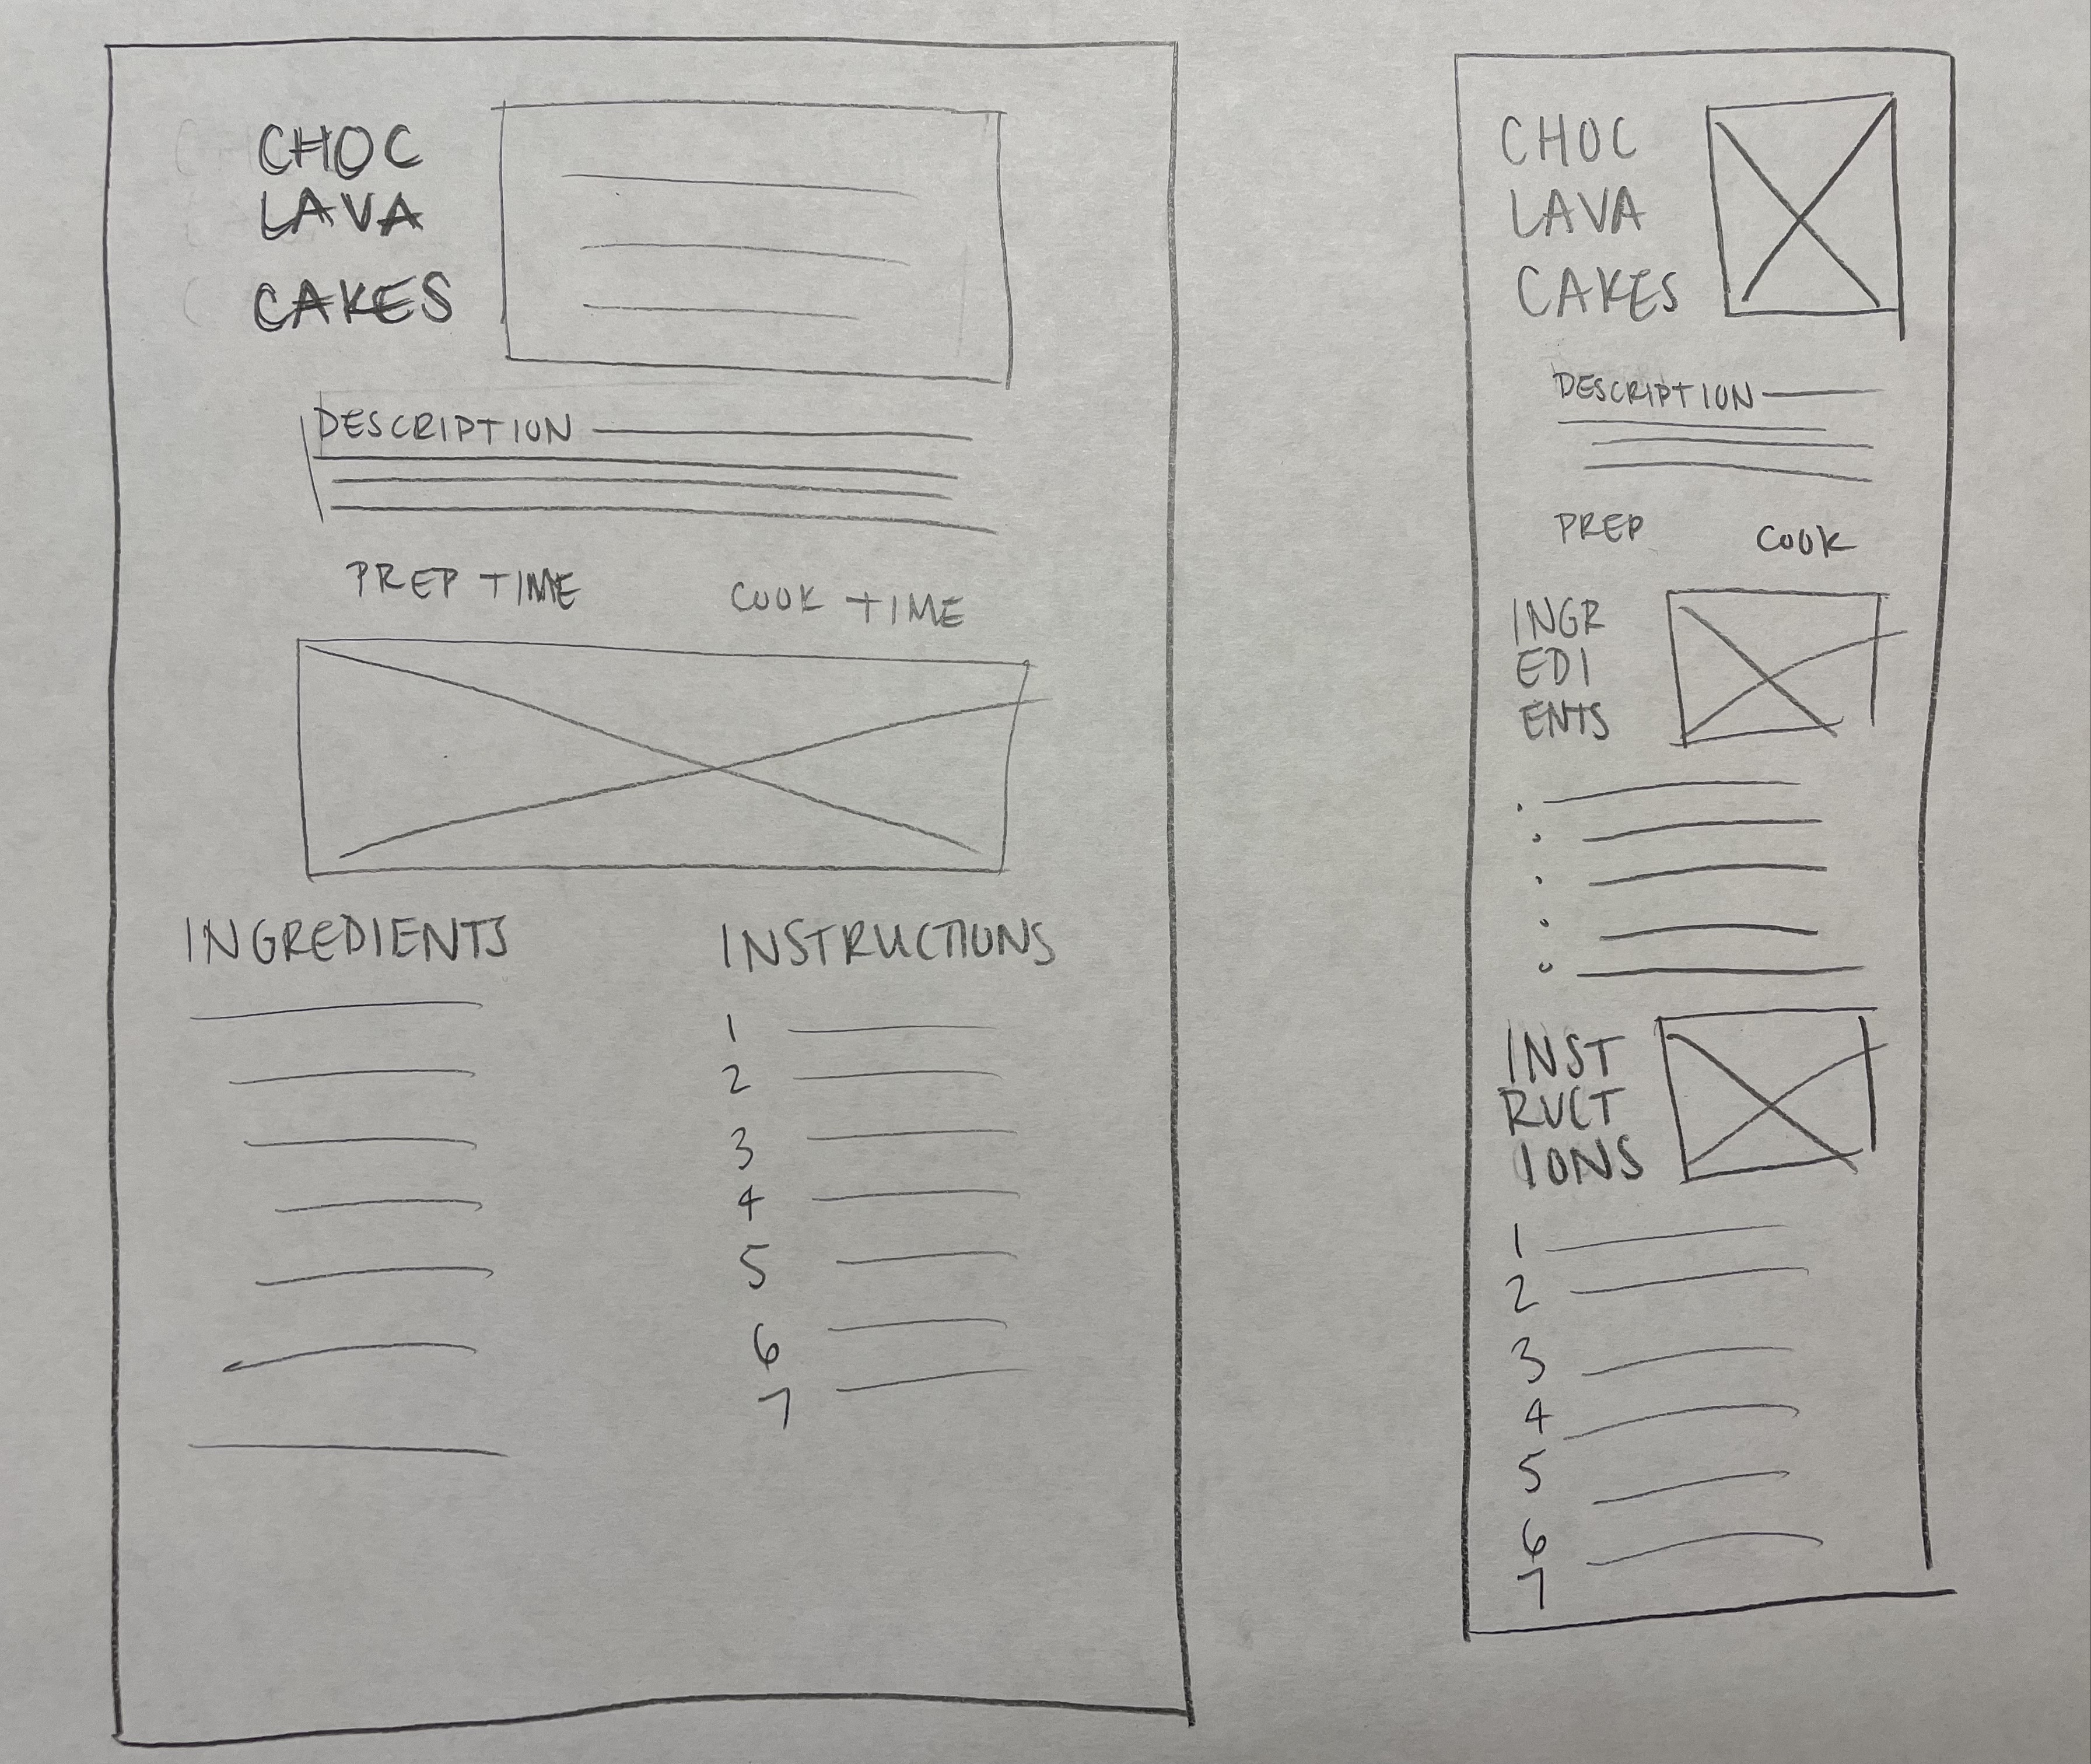 CHOC
LAVA
CAKES
DESCRIPTION
PREP TIME
COOK TIME
INGREDIENTS
INSTRUCTIONS
1
2
3
4
5
6
7
CHOC
LAVA
CAKES
DESCRIPTION
PREP
COOK
INGR
EDI
ENTS
INST
RUCT
IONS
1
2
3
4
5
6
7